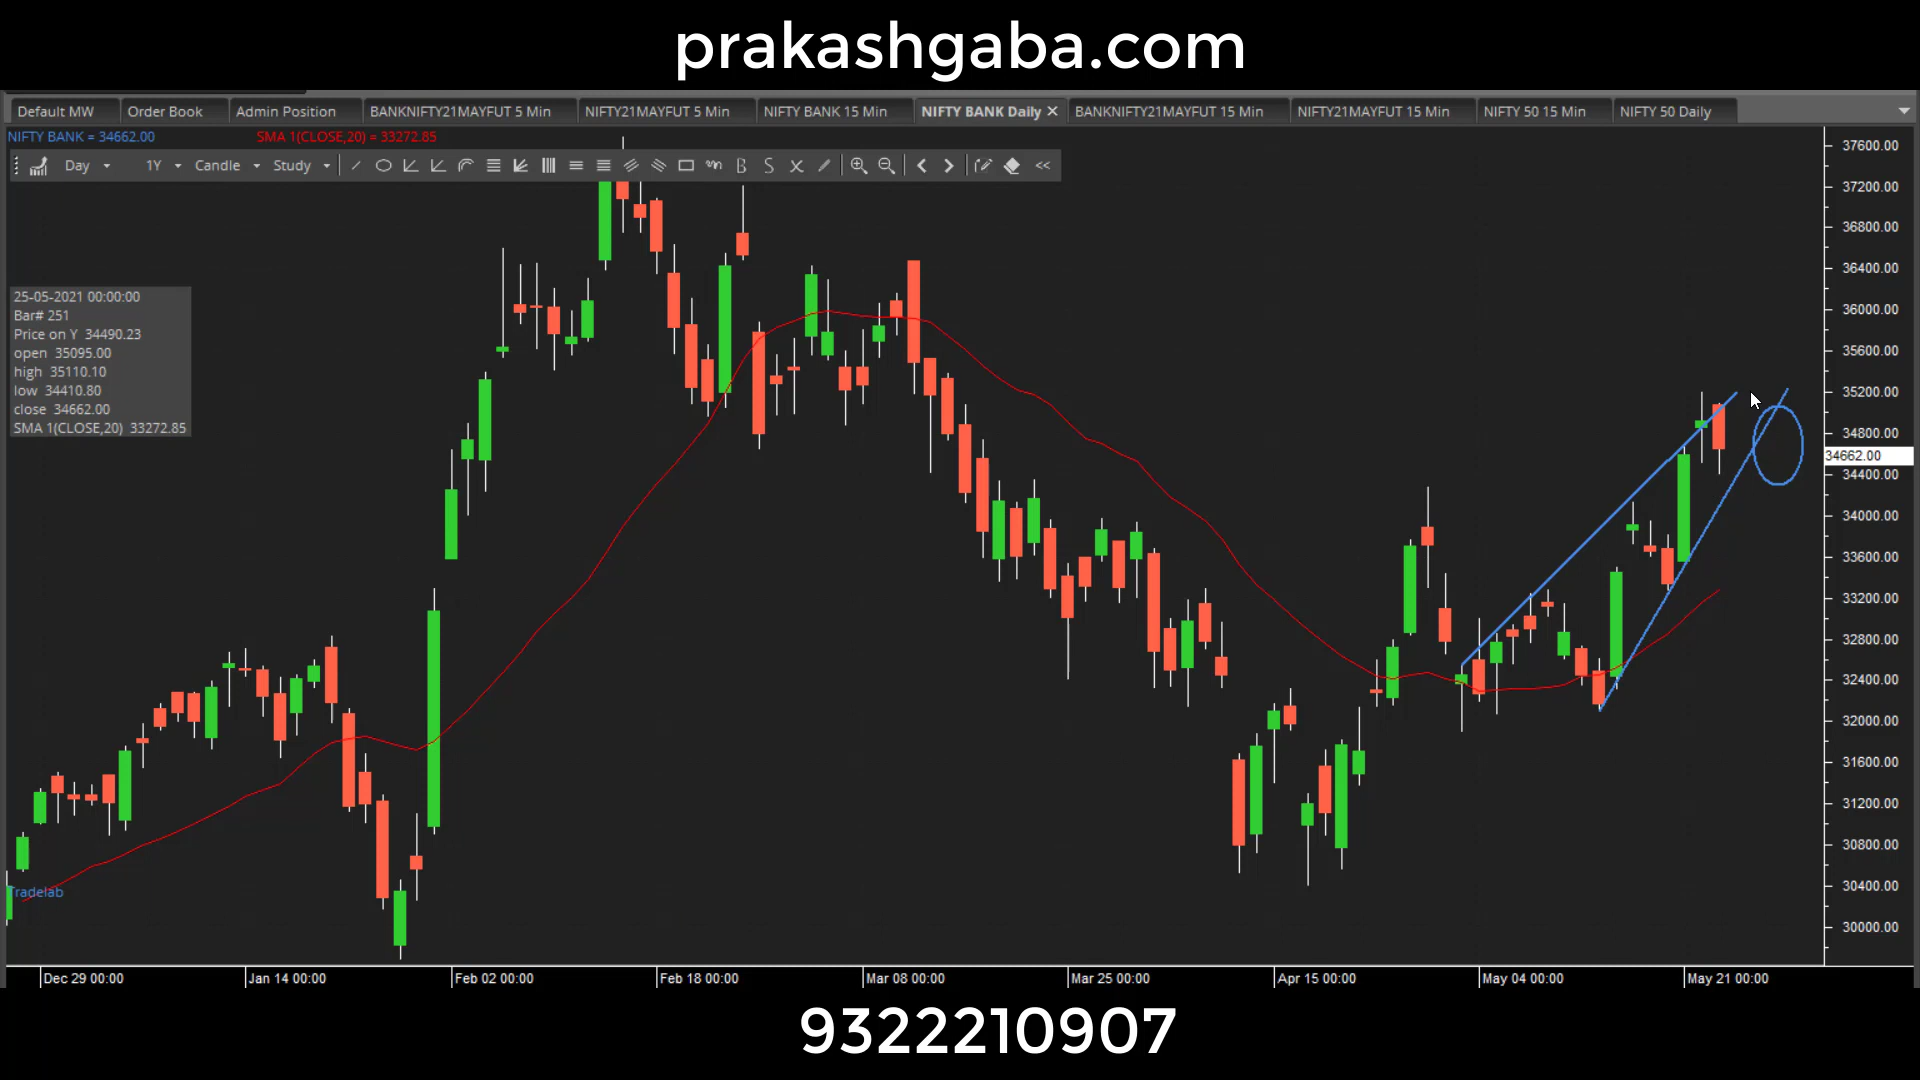 prakashgaba.com
Default MW Order Book Admin Position BANKNIFTY21MAYFUT 5 Min NIFTY21MAYFUT 5 Min NIFTY BANK 15 Min NIFTY BANK Daily BANKNIFTY21MAYFUT 15 Min NIFTY21MAYFUT 15 Min NIFTY 50 15 Min NIFTY 50 Daily
NIFTY BANK = 34662.00 SMA 1(CLOSE,20) = 33272.85
Day 1Y Candle Study B S X <<
25-05-2021 00:00:00
Bar# 251
Price on Y 34490.23
open 35095.00
high 35110.10
low 34410.80
close 34662.00
SMA 1(CLOSE,20) 33272.85
37600.00
37200.00
36800.00
36400.00
36000.00
35600.00
35200.00
34800.00
34662.00
34400.00
34000.00
33600.00
33200.00
32800.00
32400.00
32000.00
31600.00
31200.00
30800.00
30400.00
30000.00
Tradelab
Dec 29 00:00 Jan 14 00:00 Feb 02 00:00 Feb 18 00:00 Mar 08 00:00 Mar 25 00:00 Apr 15 00:00 May 04 00:00 May 21 00:00
9322210907